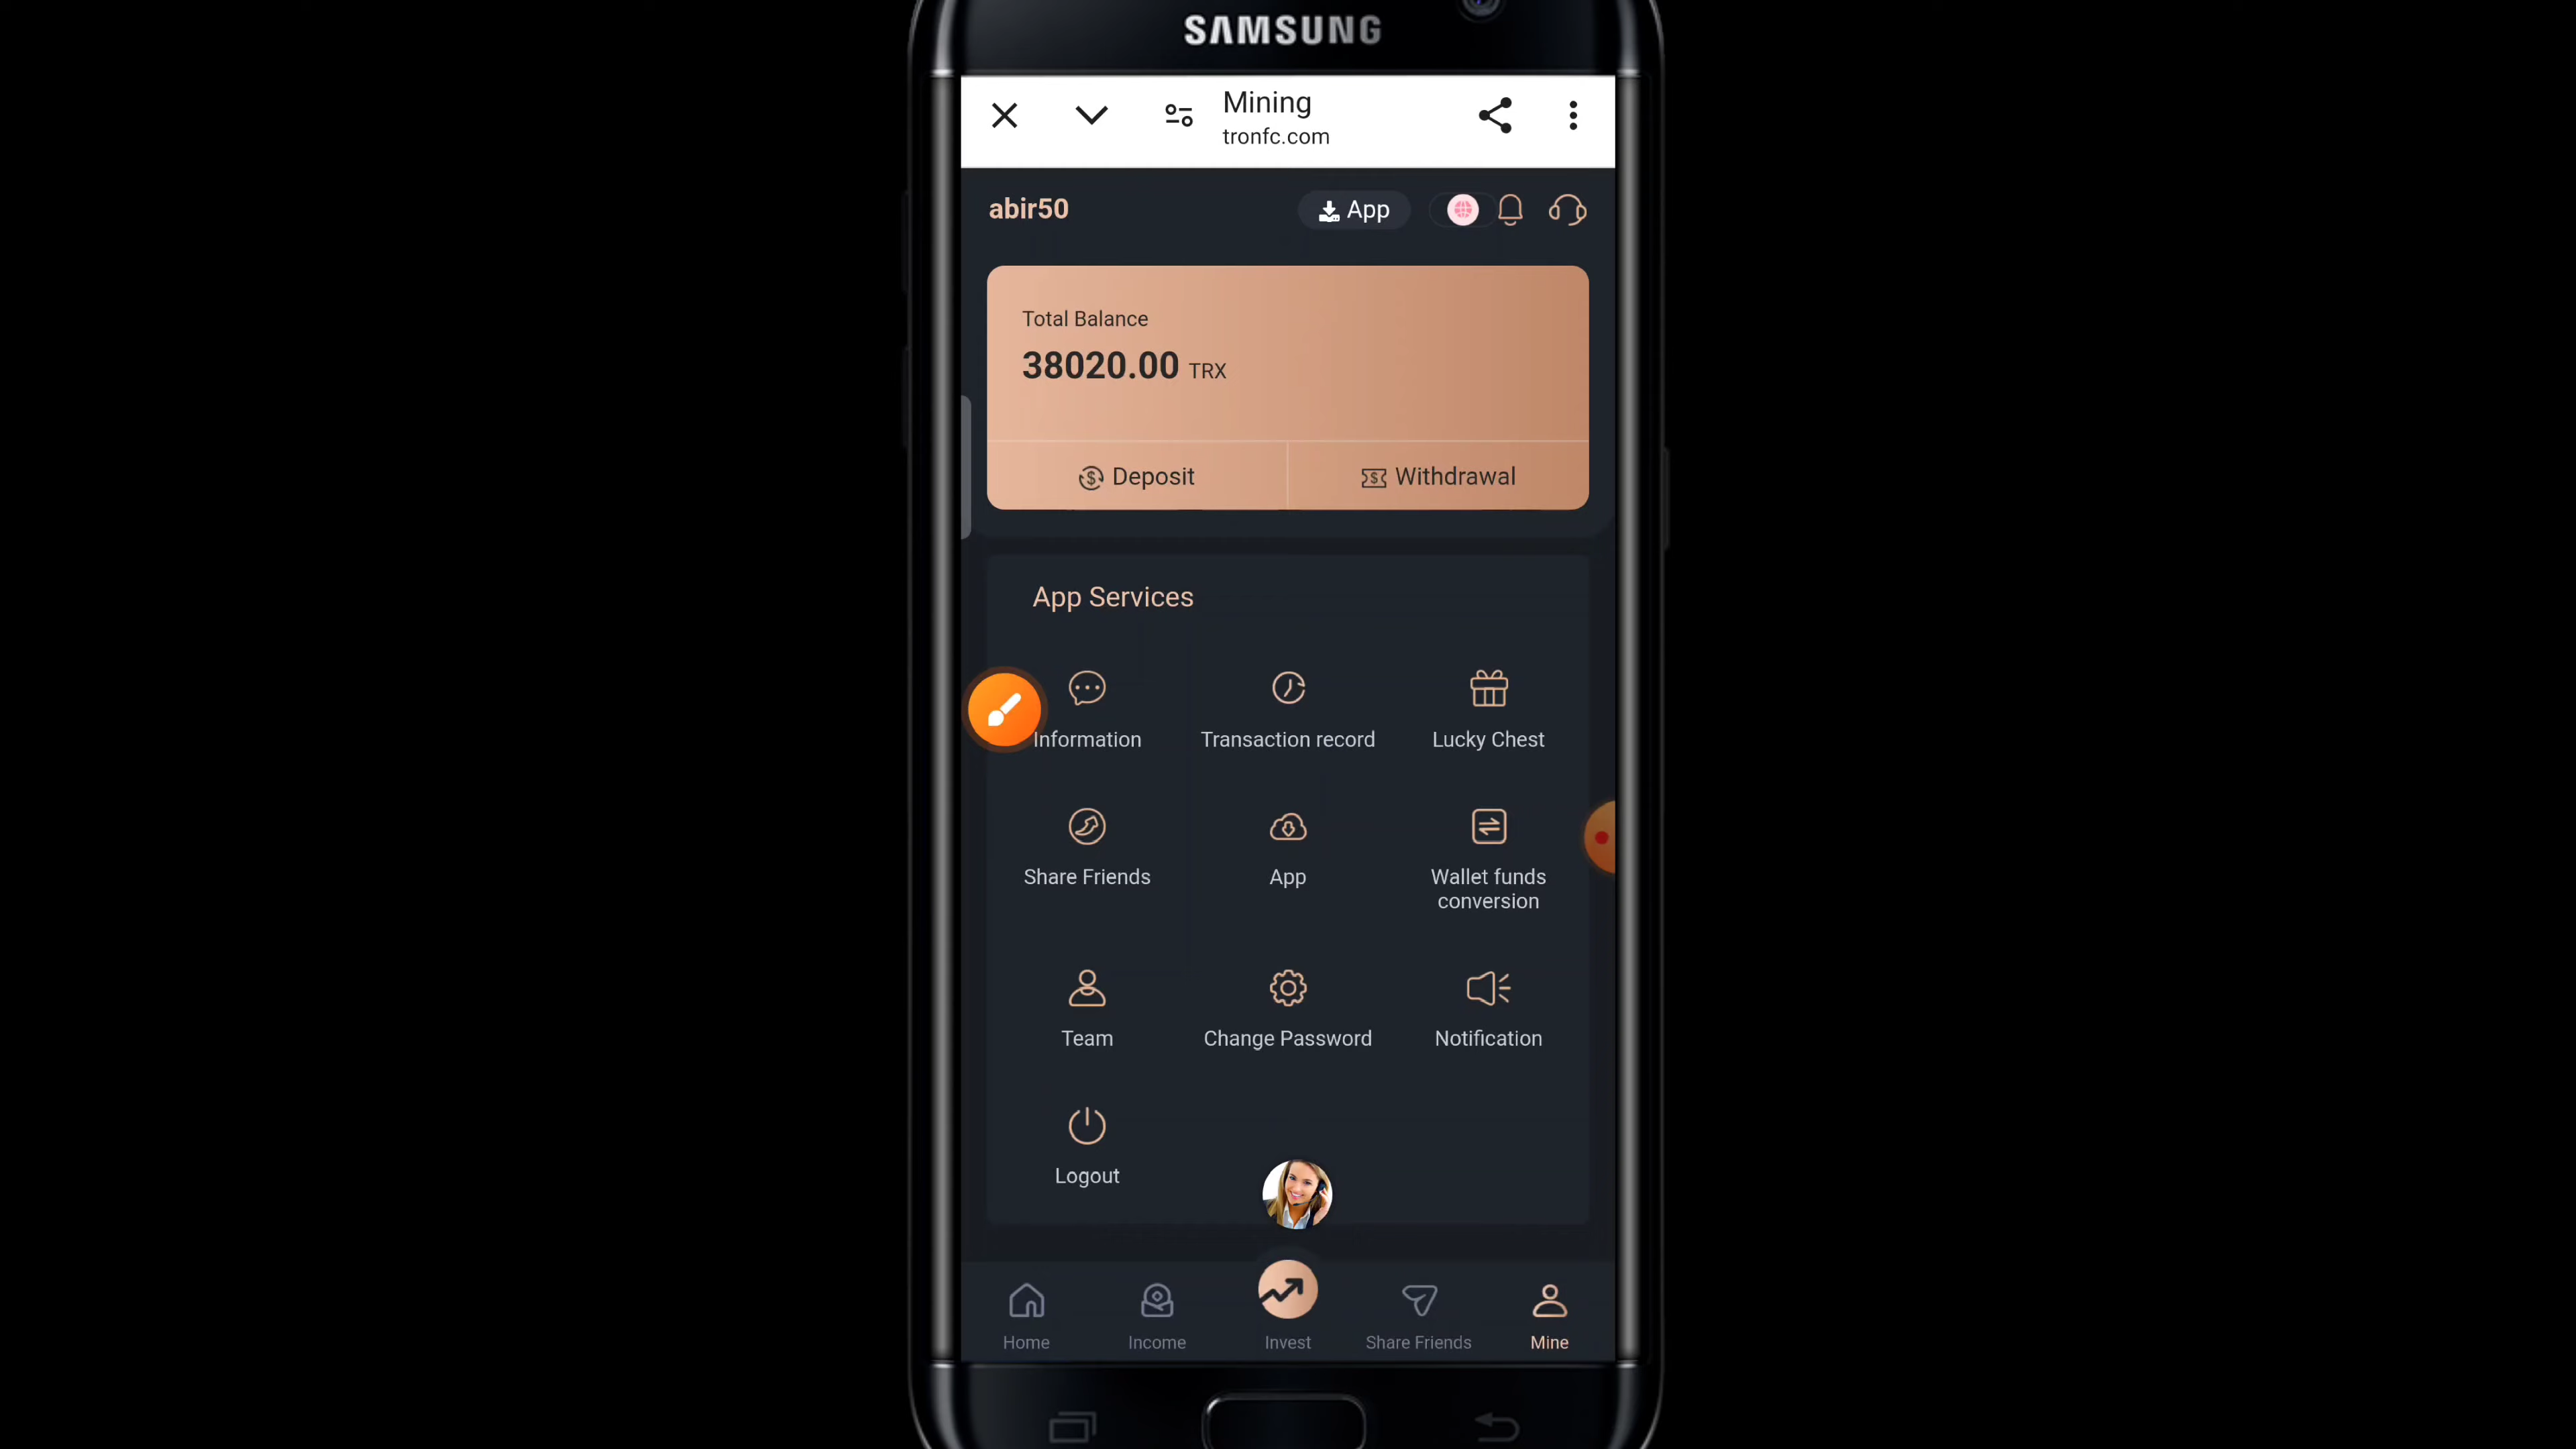 SAMSUNG
Mining
tronfc.com
abir50
App
Total Balance
38020.00 TRX
Deposit
Withdrawal
App Services
Information
Transaction record
Lucky Chest
Share Friends
App
Wallet funds
conversion
Team
Change Password
Notification
Logout
Home
Income
Invest
Share Friends
Mine